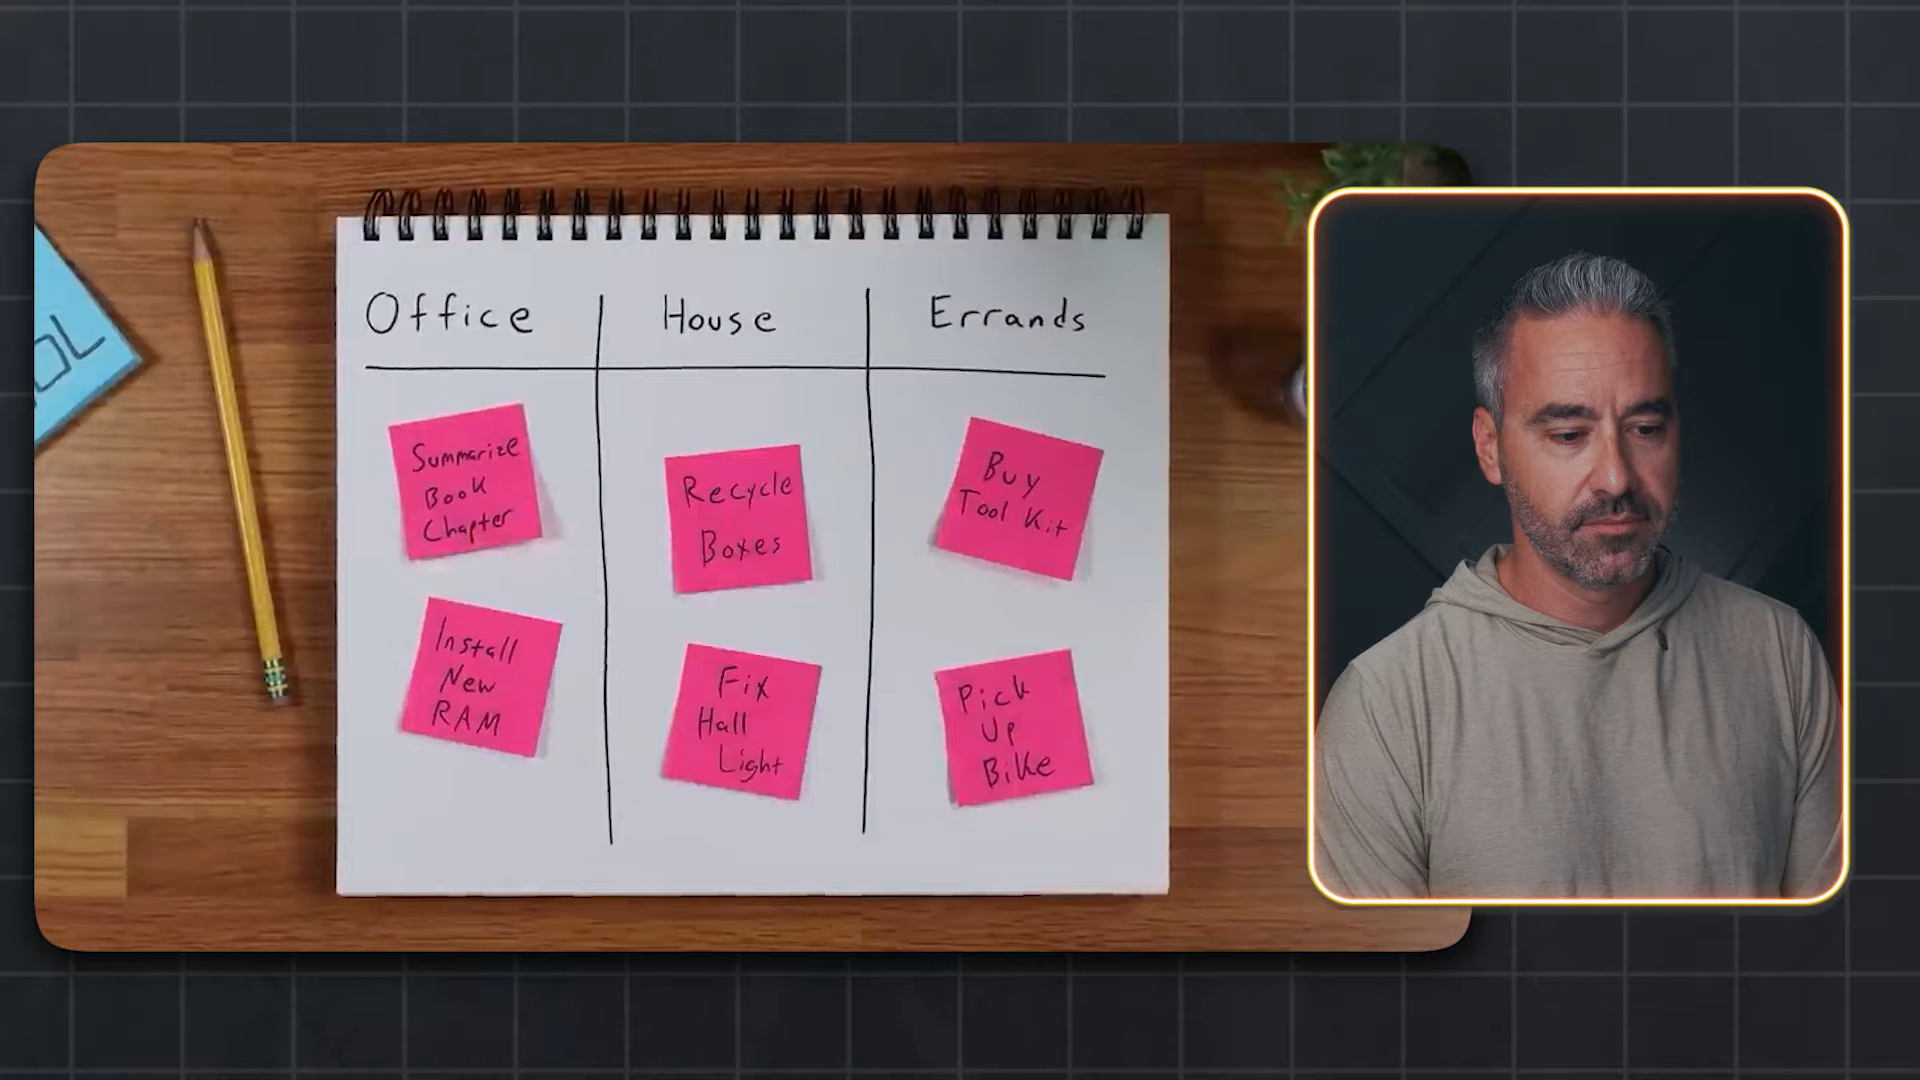 Office
House
Errands
Summarize
Book
Chapter
Install
New
RAM
Recycle
Boxes
Fix
Hall
Light
Buy
Tool Kit
Pick
Up
Bike